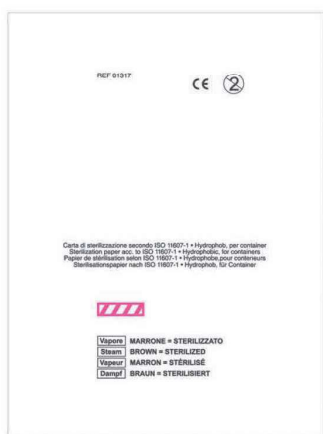 REF 01317
CE 2
Carta di sterilizzazione secondo ISO 11607-1 • Hydrophob, per container
Sterilization paper acc. to ISO 11607-1 • Hydrophobic, for containers
Papier de stérilisation selon ISO 11607-1 • Hydrophobe,pour conteneurs
Sterilisationspapier nach ISO 11607-1 • Hydrophob, für Container
Vapore MARRONE = STERILIZZATO
Steam BROWN = STERILIZED
Vapeur MARRON = STÉRILISÉ
Dampf BRAUN = STERILISIERT